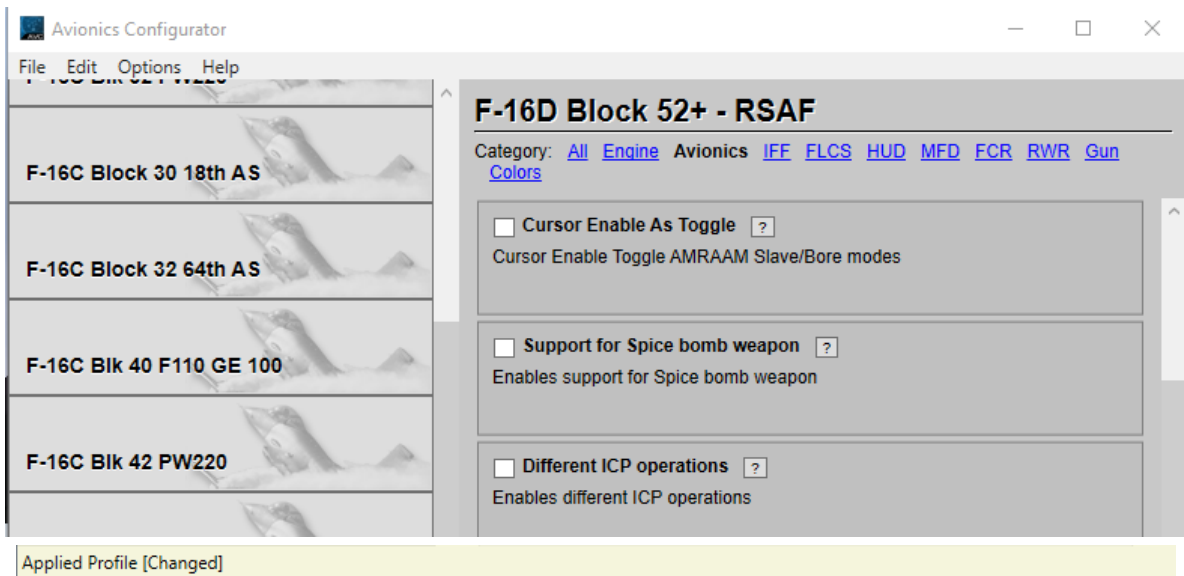 Avionics Configurator
File Edit Options Help
F-16C Block 30 18th AS
F-16C Block 32 64th AS
F-16C Blk 40 F110 GE 100
F-16C Blk 42 PW220
F-16D Block 52+ - RSAF
Category: All Engine Avionics IFF FLCS HUD MFD FCR RWR Gun
Colors
Cursor Enable As Toggle ?
Cursor Enable Toggle AMRAAM Slave/Bore modes
Support for Spice bomb weapon ?
Enables support for Spice bomb weapon
Different ICP operations ?
Enables different ICP operations
Applied Profile [Changed]